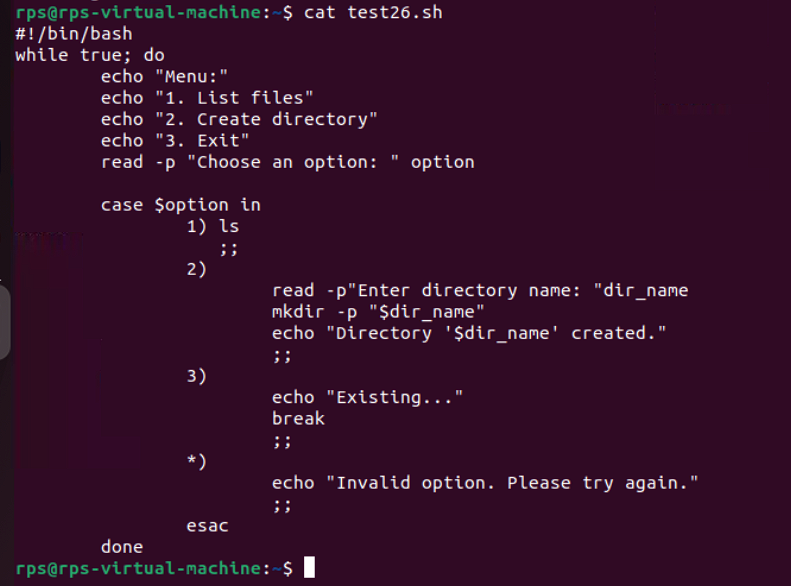 rps@rps-virtual-machine:~$ cat test26.sh
#!/bin/bash
while true; do
echo "Menu:"
echo "1. List files"
echo "2. Create directory"
echo "3. Exit"
read -p "Choose an option: " option
case $option in
1) ls
;;
2)
read -p"Enter directory name: "dir_name
mkdir -p "$dir_name"
echo "Directory '$dir_name' created."
;;
3)
echo "Existing..."
break
;;
*)
echo "Invalid option. Please try again."
;;
esac
done
rps@rps-virtual-machine:~$